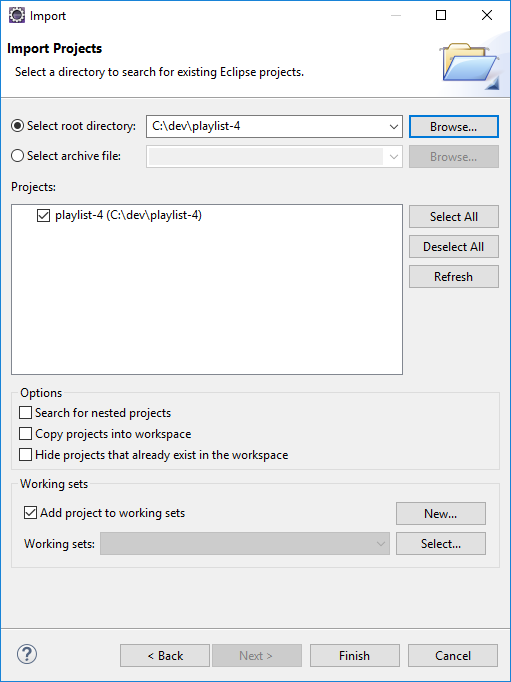 Import
Import Projects
Select a directory to search for existing Eclipse projects.
Select root directory: C:\dev\playlist-4 Browse...
Select archive file: Browse...
Projects:
playlist-4 (C:\dev\playlist-4)
Select All
Deselect All
Refresh
Options
Search for nested projects
Copy projects into workspace
Hide projects that already exist in the workspace
Working sets
Add project to working sets New...
Working sets: Select...
? < Back Next > Finish Cancel